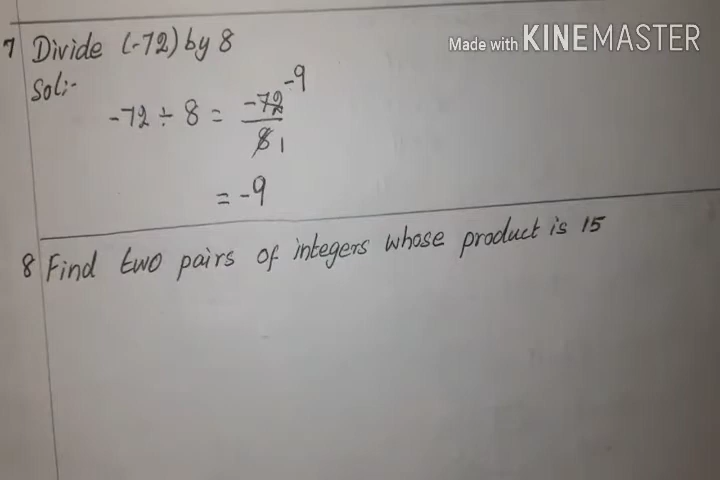 Made with KINEMASTER
7 Divide (-72) by 8
Sol:-
-72 ÷ 8 = -72/8 -9 1
= -9
8 Find two pairs of integers whose product is 15